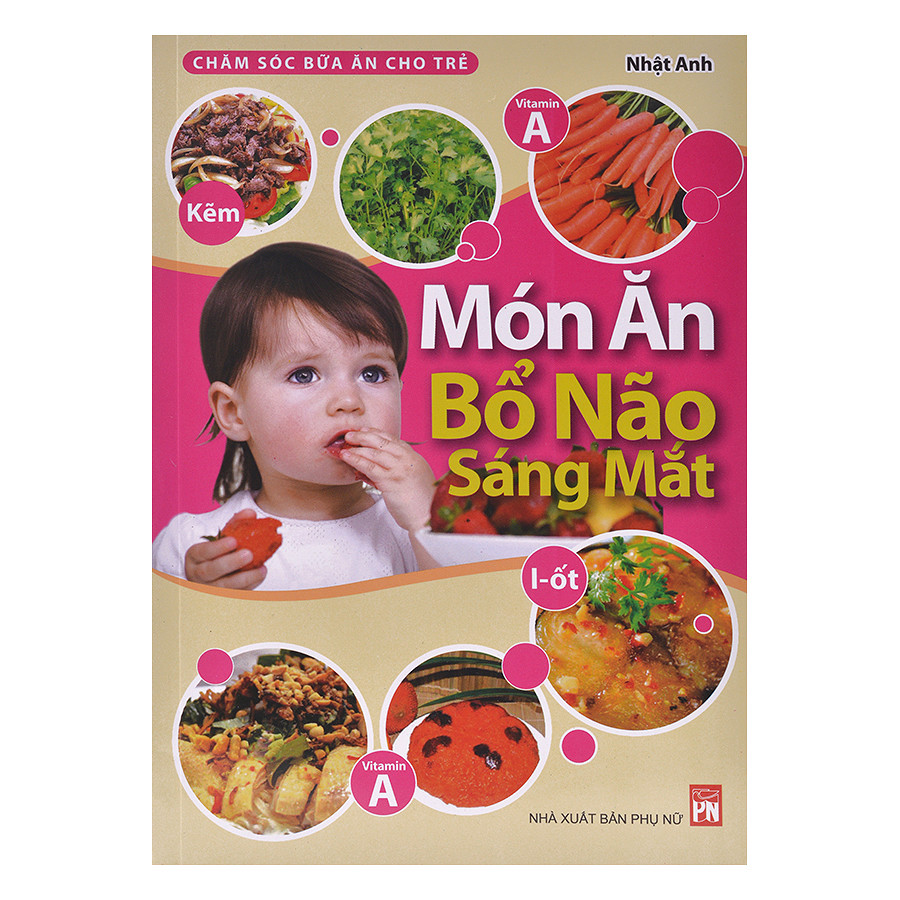 CHĂM SÓC BỮA ĂN CHO TRẺ
Nhật Anh
Vitamin
A
Kẽm
Món Ăn
Bổ Não
Sáng Mắt
I-ốt
Vitamin
A
NHÀ XUẤT BẢN PHỤ NỮ
PN